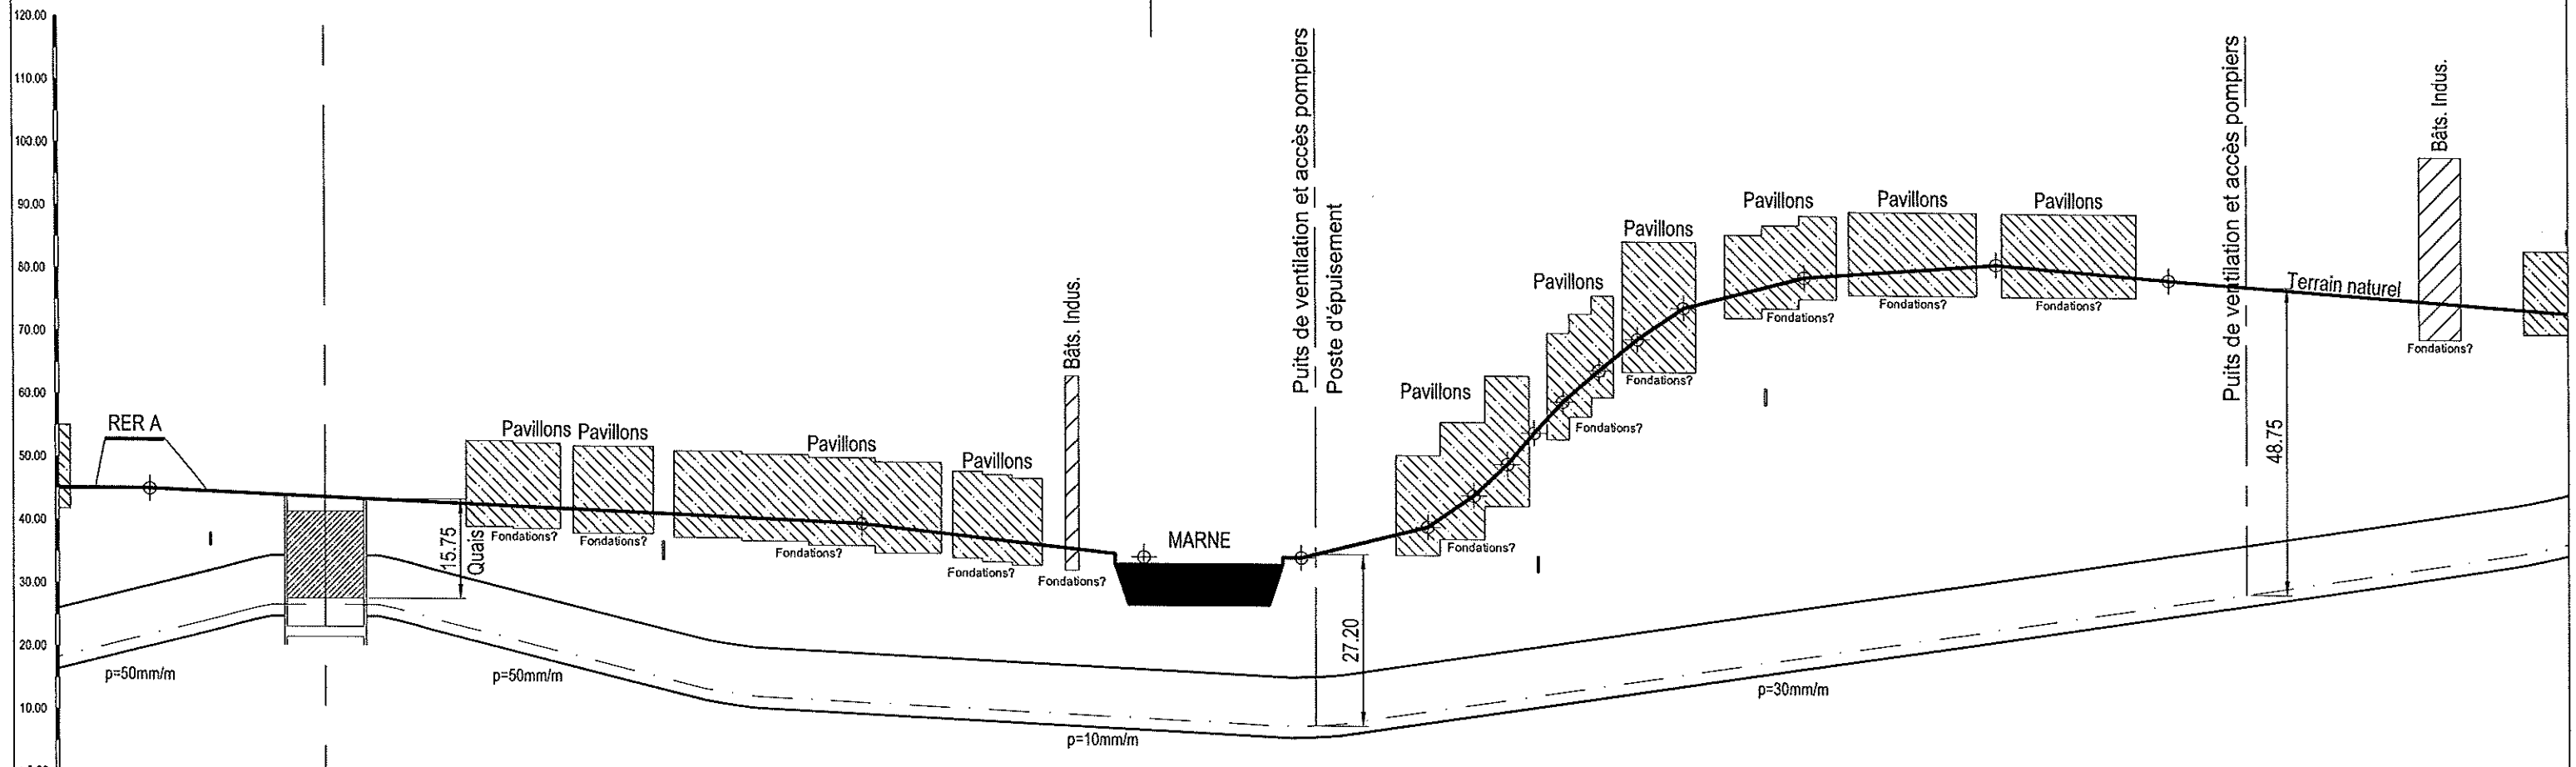 120.00
110.00
100.00
90.00
80.00
70.00
60.00
50.00
40.00
30.00
20.00
10.00
RER A
p=50mm/m
15.75
Quais
p=50mm/m
Pavillons
Fondations?
Pavillons
Fondations?
Pavillons
Fondations?
Pavillons
Fondations?
Bâts. Indus.
Fondations?
MARNE
p=10mm/m
Puits de ventilation et accès pompiers
Poste d'épuisement
27.20
Pavillons
Fondations?
Pavillons
Fondations?
Pavillons
Fondations?
Pavillons
Fondations?
Pavillons
Fondations?
Pavillons
Fondations?
p=30mm/m
Puits de ventilation et accès pompiers
48.75
Terrain naturel
Bâts. Indus.
Fondations?